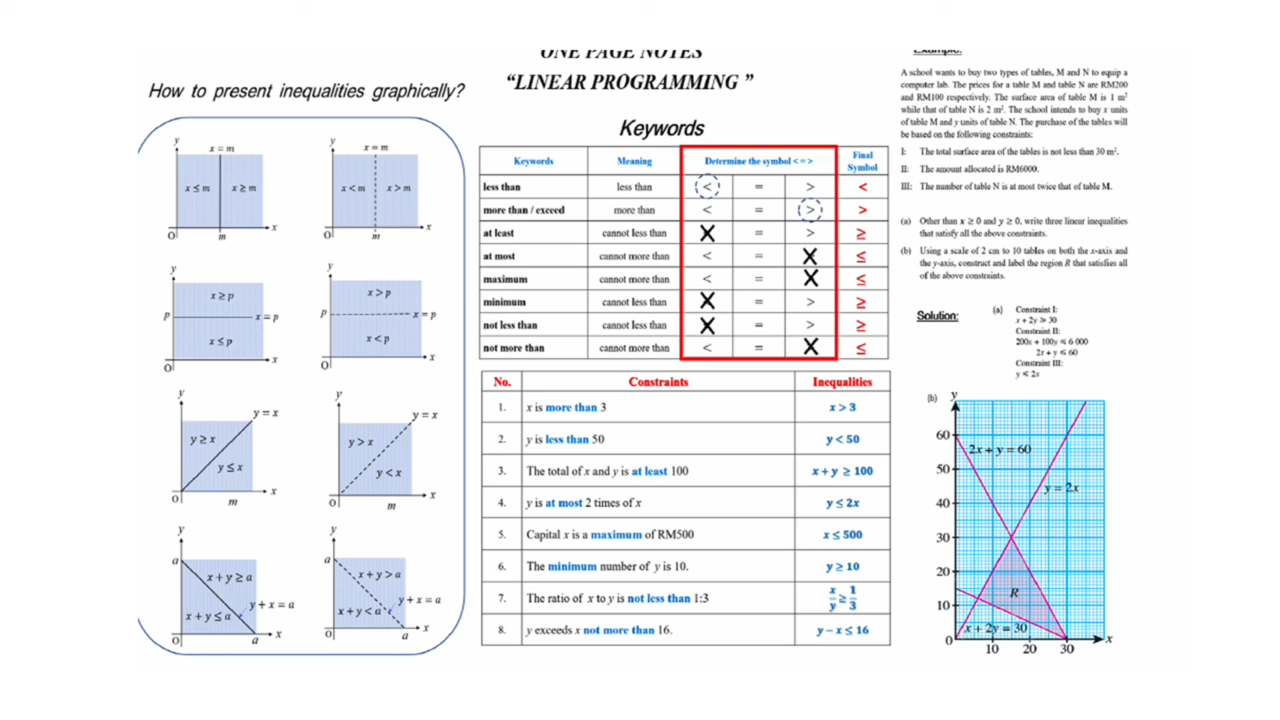 ONE PAGE NOTES
"LINEAR PROGRAMMING "
How to present inequalities graphically?
y
x = m
x ≤ m
x ≥ m
O
m
x
y
x = m
x < m
x > m
O
m
x
y
x ≥ p
p
x = p
x ≤ p
O
x
y
x > p
p
x = p
x < p
O
x
y
y = x
y ≥ x
y ≤ x
O
m
x
y
y = x
y > x
y < x
O
m
x
y
a
x + y ≥ a
y + x = a
x + y ≤ a
O
a
x
y
a
x + y > a
y + x = a
x + y < a
O
a
x
Keywords
Keywords Meaning Determine the symbol < = > Final Symbol
less than less than < = > <
more than / exceed more than < = > >
at least cannot less than X = > ≥
at most cannot more than < = X ≤
maximum cannot more than < = X ≤
minimum cannot less than X = > ≥
not less than cannot less than X = > ≥
not more than cannot more than < = X ≤
No. Constraints Inequalities
1. x is more than 3 x > 3
2. y is less than 50 y < 50
3. The total of x and y is at least 100 x + y ≥ 100
4. y is at most 2 times of x y ≤ 2x
5. Capital x is a maximum of RM500 x ≤ 500
6. The minimum number of y is 10. y ≥ 10
7. The ratio of x to y is not less than 1:3 x/y ≥ 1/3
8. y exceeds x not more than 16. y − x ≤ 16
Example:
A school wants to buy two types of tables, M and N to equip a
computer lab. The prices for a table M and table N are RM200
and RM100 respectively. The surface area of table M is 1 m²
while that of table N is 2 m². The school intends to buy x units
of table M and y units of table N. The purchase of the tables will
be based on the following constraints:
I: The total surface area of the tables is not less than 30 m².
II: The amount allocated is RM6000.
III: The number of table N is at most twice that of table M.
(a) Other than x ≥ 0 and y ≥ 0, write three linear inequalities
that satisfy all the above constraints.
(b) Using a scale of 2 cm to 10 tables on both the x-axis and
the y-axis, construct and label the region R that satisfies all
of the above constraints.
Solution:
(a) Constraint I:
x + 2y ⩾ 30
Constraint II:
200x + 100y ⩽ 6 000
2x + y ⩽ 60
Constraint III:
y ⩽ 2x
(b) y
60
2x + y = 60
50
y = 2x
40
30
20
R
10
x + 2y = 30
0
x
10 20 30